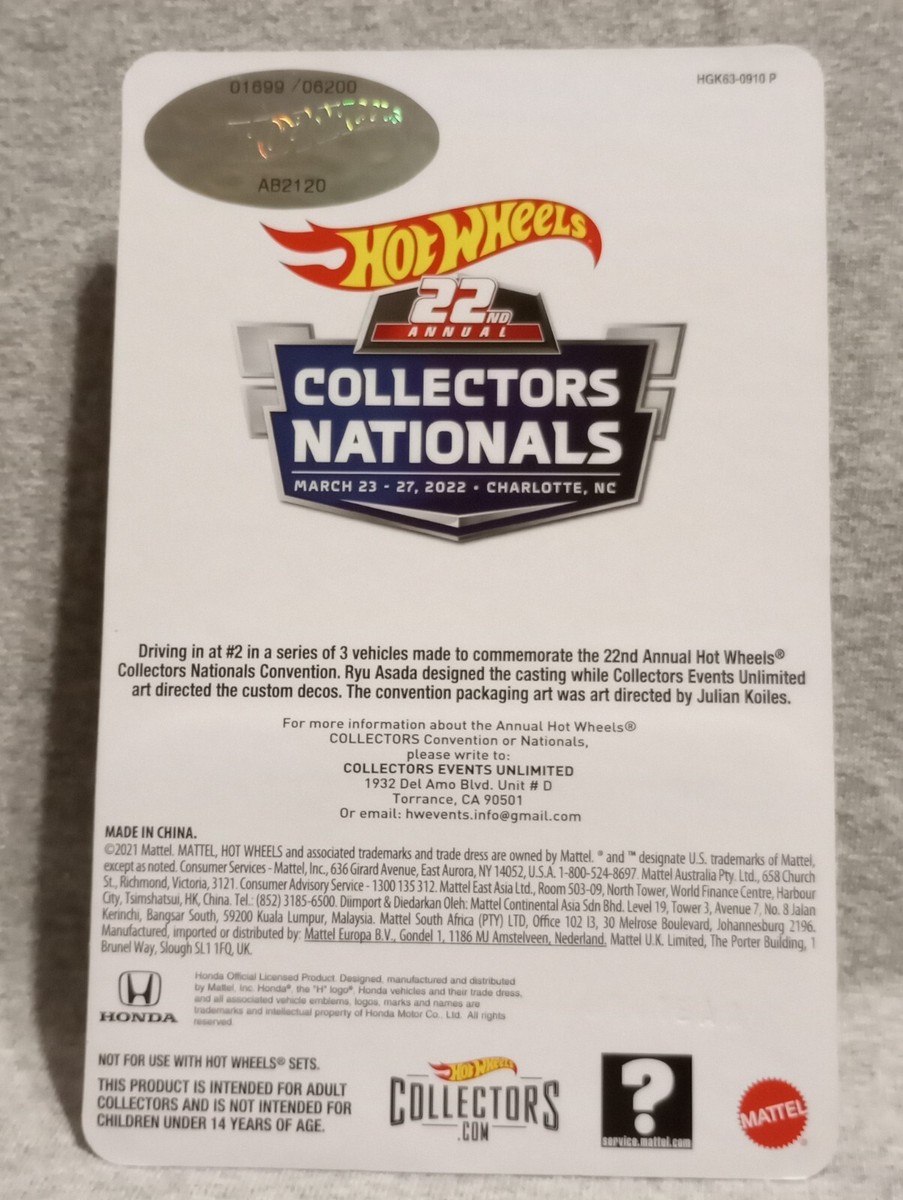 01699 /06200
AB2120
HGK63-0910 P
HOT WHEELS
22ND
ANNUAL
COLLECTORS
NATIONALS
MARCH 23 - 27, 2022 • CHARLOTTE, NC
Driving in at #2 in a series of 3 vehicles made to commemorate the 22nd Annual Hot Wheels®
Collectors Nationals Convention. Ryu Asada designed the casting while Collectors Events Unlimited
art directed the custom decos. The convention packaging art was art directed by Julian Koiles.
For more information about the Annual Hot Wheels®
COLLECTORS Convention or Nationals,
please write to:
COLLECTORS EVENTS UNLIMITED
1932 Del Amo Blvd. Unit # D
Torrance, CA 90501
Or email: hwevents.info@gmail.com
MADE IN CHINA.
©2021 Mattel. MATTEL, HOT WHEELS and associated trademarks and trade dress are owned by Mattel. ® and ™ designate U.S. trademarks of Mattel,
except as noted. Consumer Services - Mattel, Inc., 636 Girard Avenue, East Aurora, NY 14052, U.S.A. 1-800-524-8697. Mattel Australia Pty. Ltd., 658 Church
St., Richmond, Victoria, 3121. Consumer Advisory Service - 1300 135 312. Mattel East Asia Ltd., Room 503-09, North Tower, World Finance Centre, Harbour
City, Tsimshatsui, HK, China. Tel.: (852) 3185-6500. Diimport & Diedarkan Oleh: Mattel Continental Asia Sdn Bhd. Level 19, Tower 3, Avenue 7, No. 8 Jalan
Kerinchi, Bangsar South, 59200 Kuala Lumpur, Malaysia. Mattel South Africa (PTY) LTD, Office 102 I3, 30 Melrose Boulevard, Johannesburg 2196.
Manufactured, imported or distributed by: Mattel Europa B.V., Gondel 1, 1186 MJ Amstelveen, Nederland. Mattel U.K. Limited, The Porter Building, 1
Brunel Way, Slough SL1 1FQ, UK.
HONDA
Honda Official Licensed Product. Designed, manufactured and distributed
by Mattel, Inc. Honda®, the "H" logo®, Honda vehicles and their trade dress,
and all associated vehicle emblems, logos, marks and names are
trademarks and intellectual property of Honda Motor Co., Ltd. All rights
reserved.
NOT FOR USE WITH HOT WHEELS® SETS.
THIS PRODUCT IS INTENDED FOR ADULT
COLLECTORS AND IS NOT INTENDED FOR
CHILDREN UNDER 14 YEARS OF AGE.
HOT WHEELS
COLLECTORS
.COM
?
service.mattel.com
MATTEL®